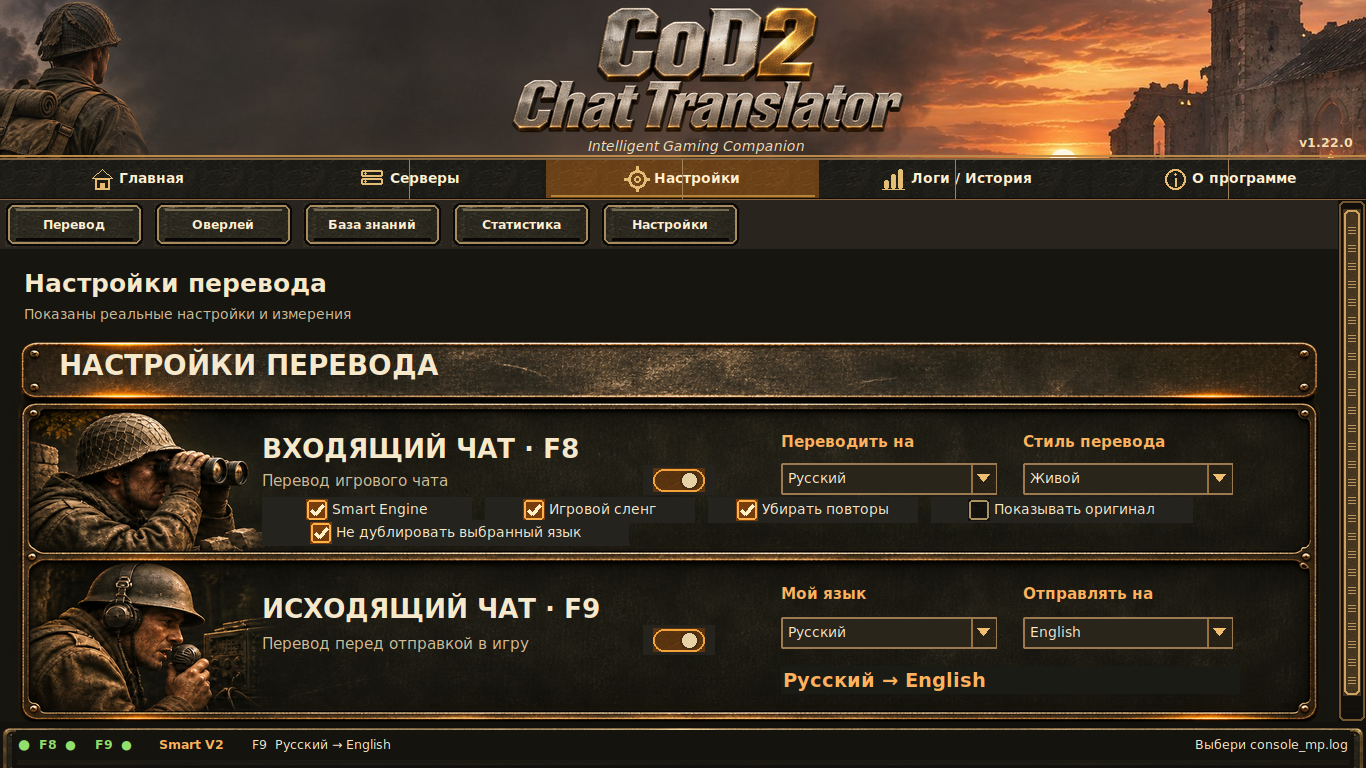 CoD2
Chat Translator
Intelligent Gaming Companion
v1.22.0
Главная Серверы Настройки Логи / История О программе
Перевод Оверлей База знаний Статистика Настройки
Настройки перевода
Показаны реальные настройки и измерения
НАСТРОЙКИ ПЕРЕВОДА
ВХОДЯЩИЙ ЧАТ · F8
Перевод игрового чата
Переводить на
Русский
Стиль перевода
Живой
Smart Engine Игровой сленг Убирать повторы Показывать оригинал
Не дублировать выбранный язык
ИСХОДЯЩИЙ ЧАТ · F9
Перевод перед отправкой в игру
Мой язык
Русский
Отправлять на
English
Русский → English
● F8 ● F9 ● Smart V2 F9 Русский → English Выбери console_mp.log